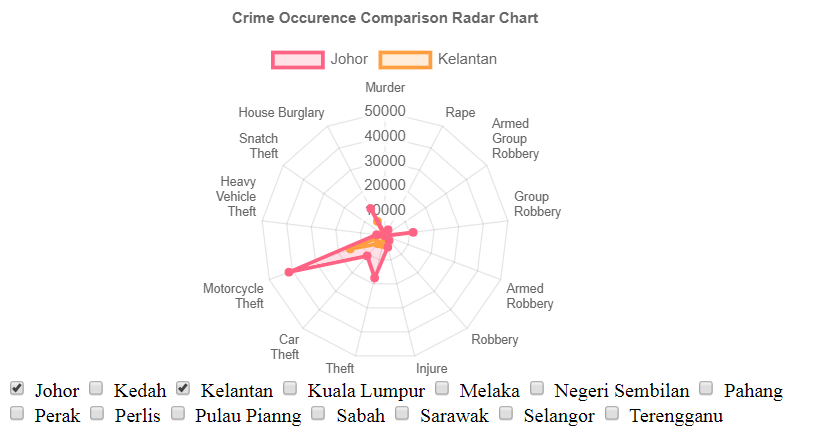 Crime Occurence Comparison Radar Chart
Johor Kelantan
Murder
House Burglary
50000
Rape
Armed
Group
Robbery
Snatch
Theft
40000
30000
Heavy
Vehicle
Theft
20000
10000
Group
Robbery
Motorcycle
Theft
Armed
Robbery
Car
Theft
Robbery
Theft
Injure
Johor Kedah Kelantan Kuala Lumpur Melaka Negeri Sembilan Pahang
Perak Perlis Pulau Pianng Sabah Sarawak Selangor Terengganu